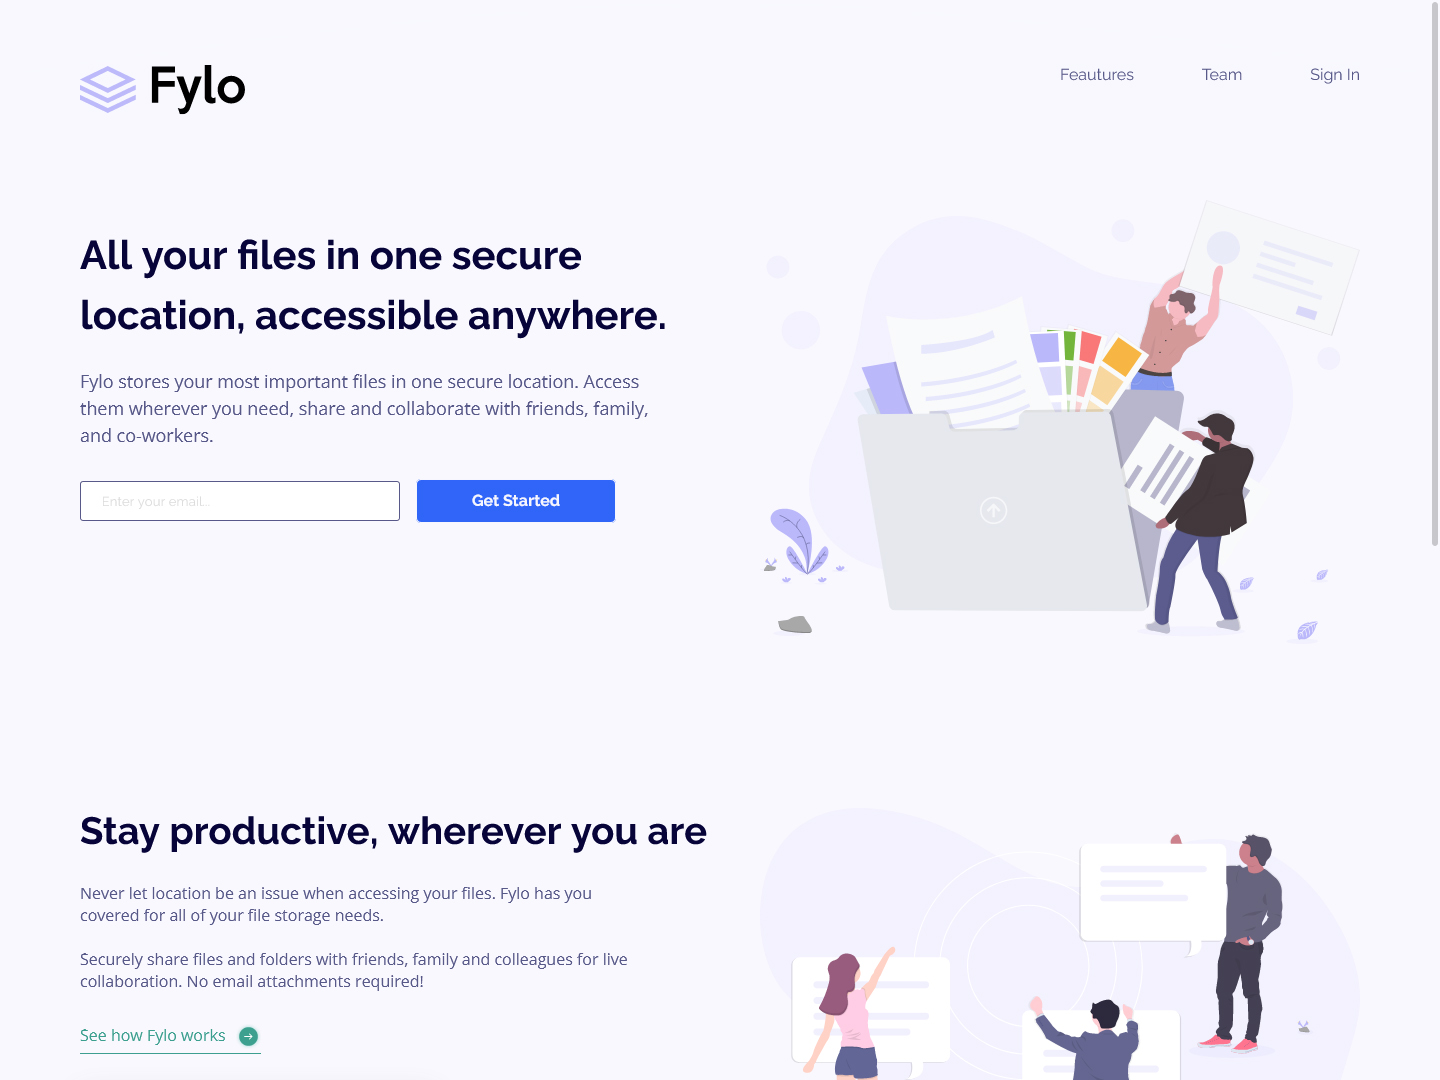 Fylo
Feautures
Team
Sign In
All your files in one secure
location, accessible anywhere.
Fylo stores your most important files in one secure location. Access
them wherever you need, share and collaborate with friends, family,
and co-workers.
Enter your email...
Get Started
Stay productive, wherever you are
Never let location be an issue when accessing your files. Fylo has you
covered for all of your file storage needs.
Securely share files and folders with friends, family and colleagues for live
collaboration. No email attachments required!
See how Fylo works